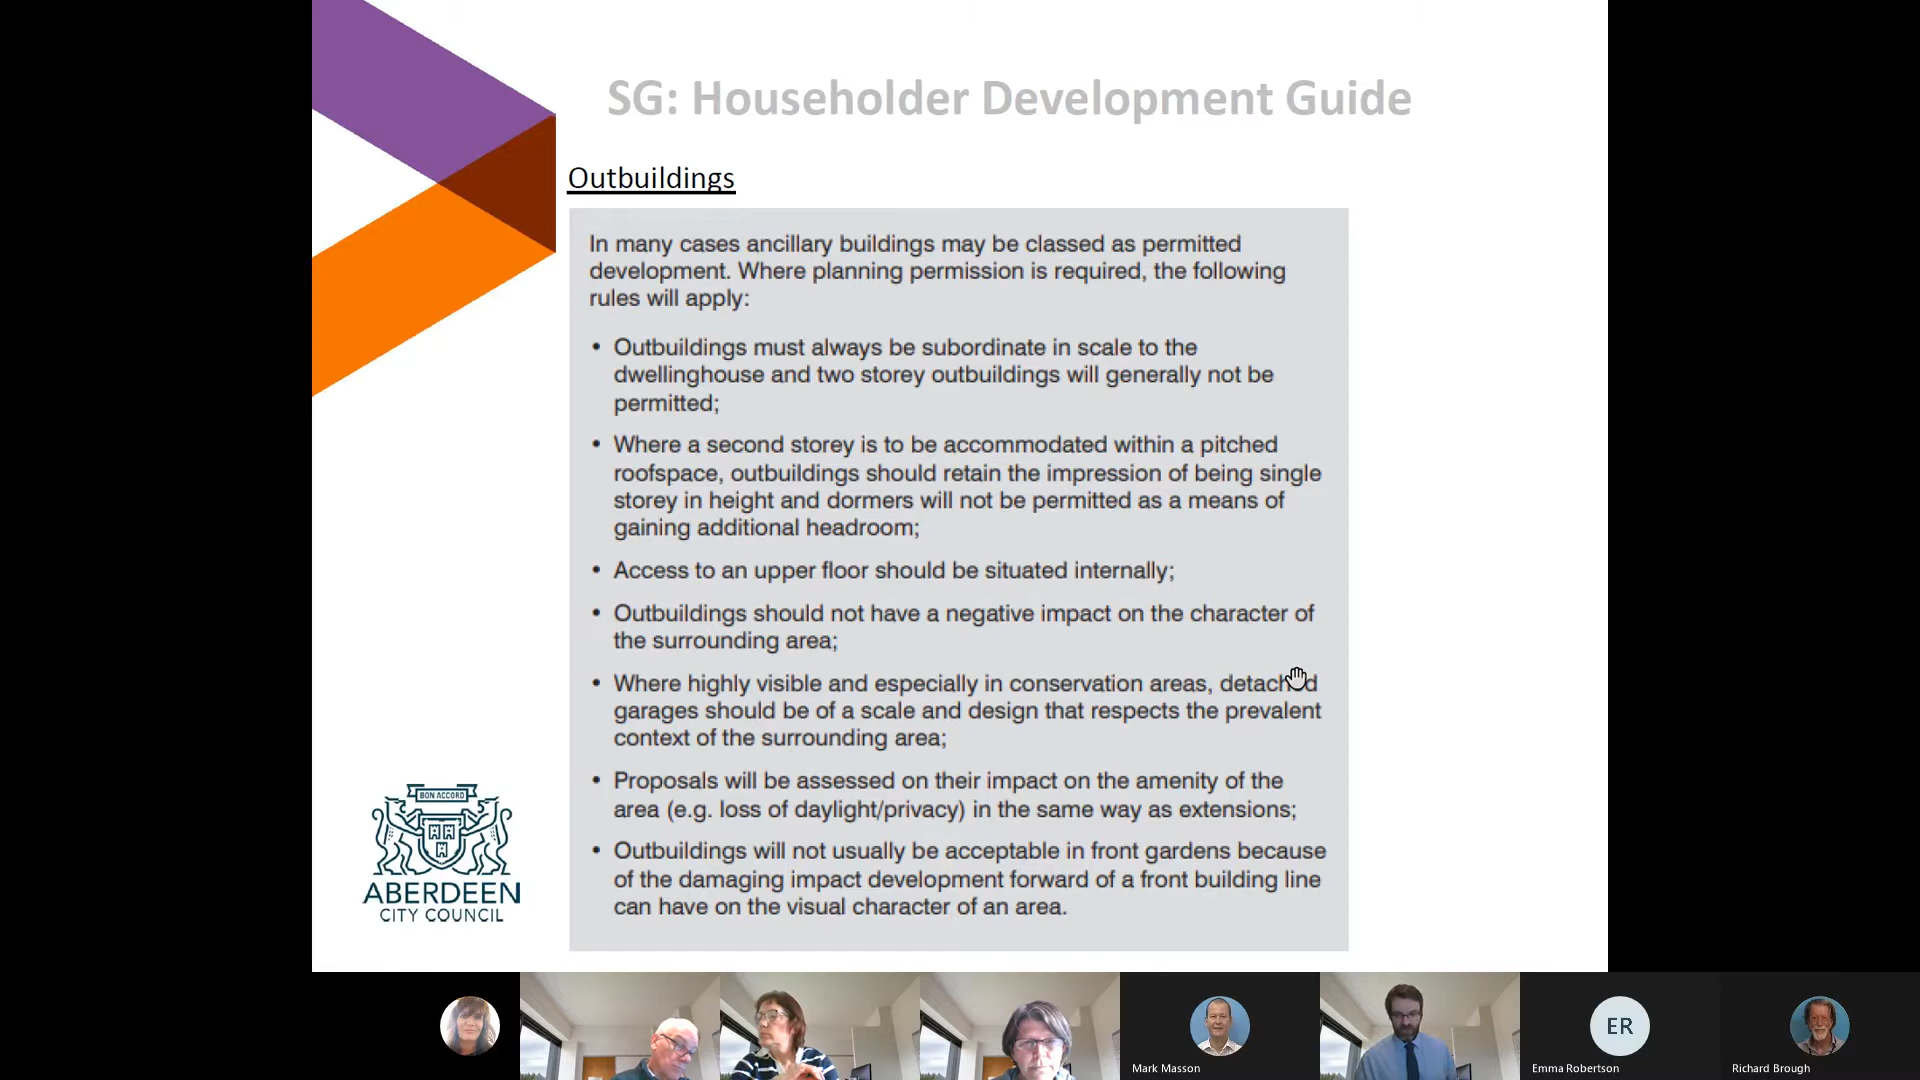 SG: Householder Development Guide
Outbuildings
In many cases ancillary buildings may be classed as permitted
development. Where planning permission is required, the following
rules will apply:
• Outbuildings must always be subordinate in scale to the
dwellinghouse and two storey outbuildings will generally not be
permitted;
• Where a second storey is to be accommodated within a pitched
roofspace, outbuildings should retain the impression of being single
storey in height and dormers will not be permitted as a means of
gaining additional headroom;
• Access to an upper floor should be situated internally;
• Outbuildings should not have a negative impact on the character of
the surrounding area;
• Where highly visible and especially in conservation areas, detached
garages should be of a scale and design that respects the prevalent
context of the surrounding area;
• Proposals will be assessed on their impact on the amenity of the
area (e.g. loss of daylight/privacy) in the same way as extensions;
• Outbuildings will not usually be acceptable in front gardens because
of the damaging impact development forward of a front building line
can have on the visual character of an area.
BON ACCORD
ABERDEEN
CITY COUNCIL
ER
Mark Masson
Emma Robertson
Richard Brough